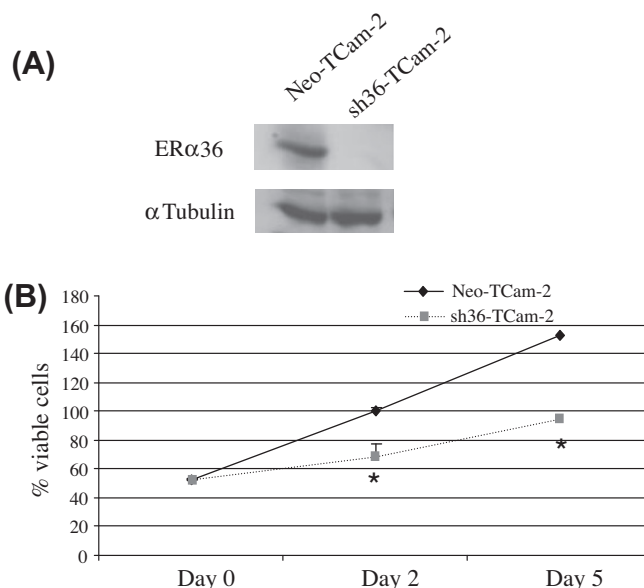 (A)
Neo-TCam-2
sh36-TCam-2
ERα36
α Tubulin
(B)
180
160
140
120
100
80
60
40
20
0
% viable cells
Neo-TCam-2
sh36-TCam-2
*
*
Day 0
Day 2
Day 5